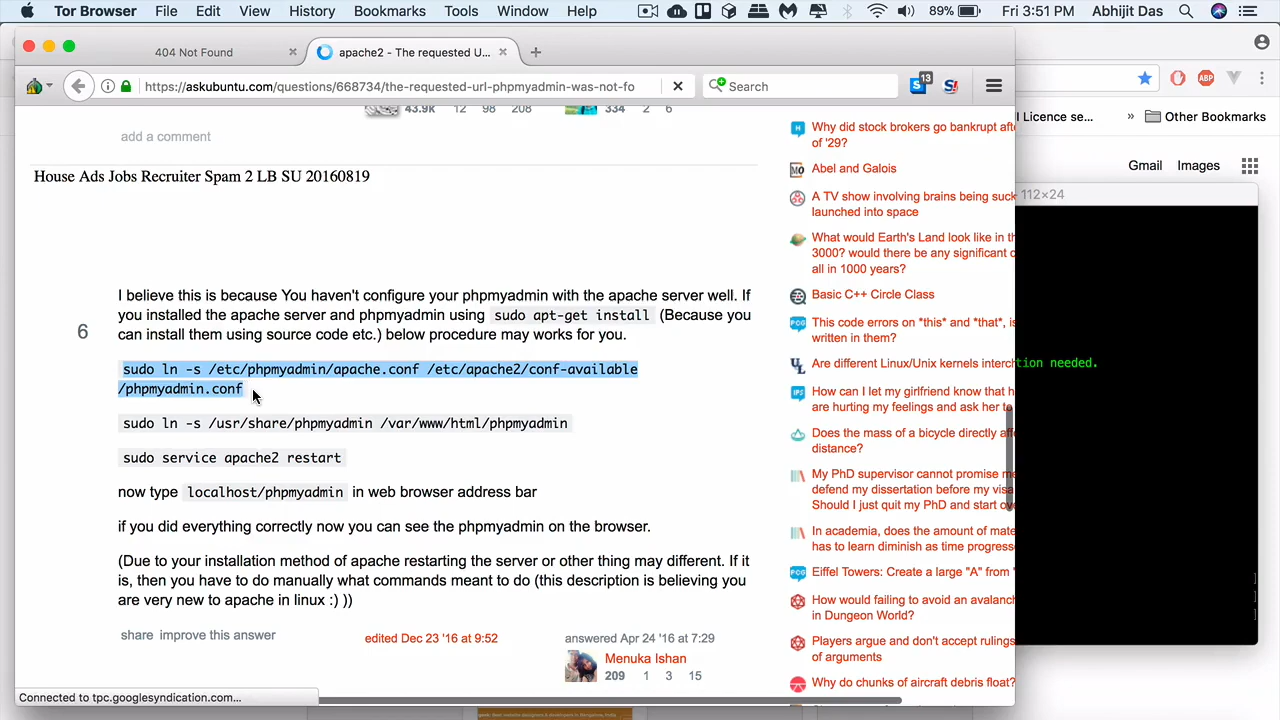 Tor Browser File Edit View History Bookmarks Tools Window Help 89% Fri 3:51 PM Abhijit Das
404 Not Found
apache2 - The requested U...
https://askubuntu.com/questions/668734/the-requested-url-phpmyadmin-was-not-fo
Search
13
ABP
l Licence se... » Other Bookmarks
Gmail Images
112×24
tion needed.
43.9k 12 98 208
334 2 6
add a comment
House Ads Jobs Recruiter Spam 2 LB SU 20160819
6
I believe this is because You haven't configure your phpmyadmin with the apache server well. If
you installed the apache server and phpmyadmin using sudo apt-get install (Because you
can install them using source code etc.) below procedure may works for you.
sudo ln -s /etc/phpmyadmin/apache.conf /etc/apache2/conf-available
/phpmyadmin.conf
sudo ln -s /usr/share/phpmyadmin /var/www/html/phpmyadmin
sudo service apache2 restart
now type localhost/phpmyadmin in web browser address bar
if you did everything correctly now you can see the phpmyadmin on the browser.
(Due to your installation method of apache restarting the server or other thing may different. If it
is, then you have to do manually what commands meant to do (this description is believing you
are very new to apache in linux :) ))
share improve this answer
edited Dec 23 '16 at 9:52
answered Apr 24 '16 at 7:29
Menuka Ishan
209 1 3 15
Why did stock brokers go bankrupt afte
of '29?
Abel and Galois
A TV show involving brains being suck
launched into space
What would Earth's Land look like in th
3000? would there be any significant c
all in 1000 years?
Basic C++ Circle Class
This code errors on *this* and *that*, is
written in them?
Are different Linux/Unix kernels interch
How can I let my girlfriend know that h
are hurting my feelings and ask her to
Does the mass of a bicycle directly affe
distance?
My PhD supervisor cannot promise me
defend my dissertation before my visa
Should I just quit my PhD and start ove
In academia, does the amount of mate
has to learn diminish as time progresse
Eiffel Towers: Create a large "A" from "
How would failing to avoid an avalanch
in Dungeon World?
Players argue and don't accept rulings
of arguments
Why do chunks of aircraft debris float?
Connected to tpc.googlesyndication.com...